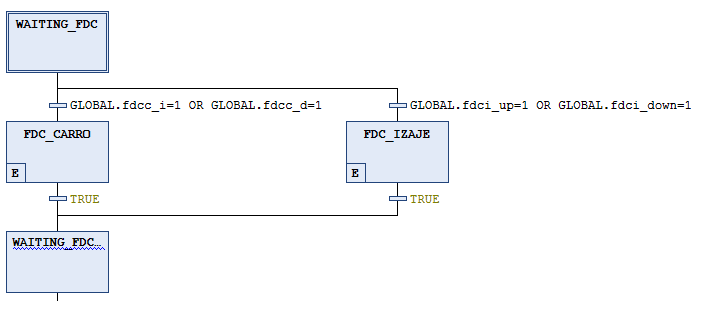 WAITING_FDC
GLOBAL.fdcc_i=1 OR GLOBAL.fdcc_d=1
GLOBAL.fdci_up=1 OR GLOBAL.fdci_down=1
FDC_CARRO
FDC_IZAJE
E
E
TRUE
TRUE
WAITING_FDC…